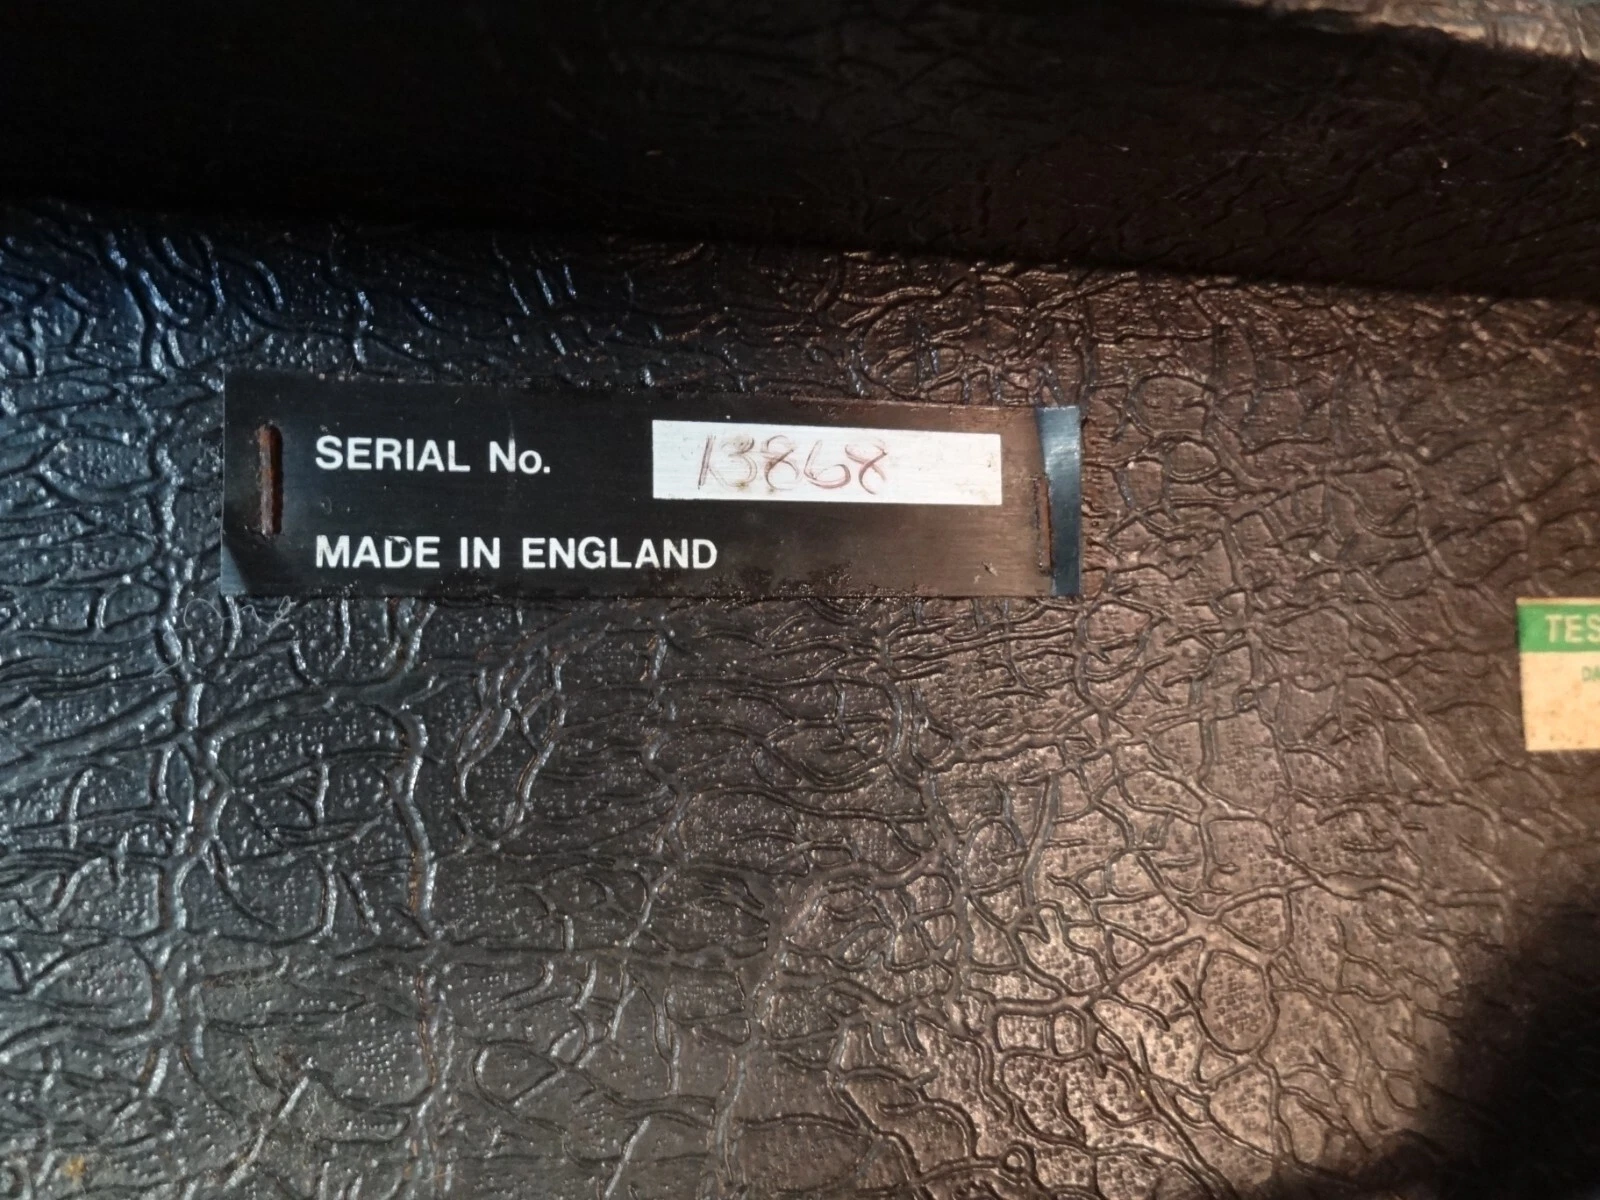 SERIAL No. 13868
MADE IN ENGLAND
TES